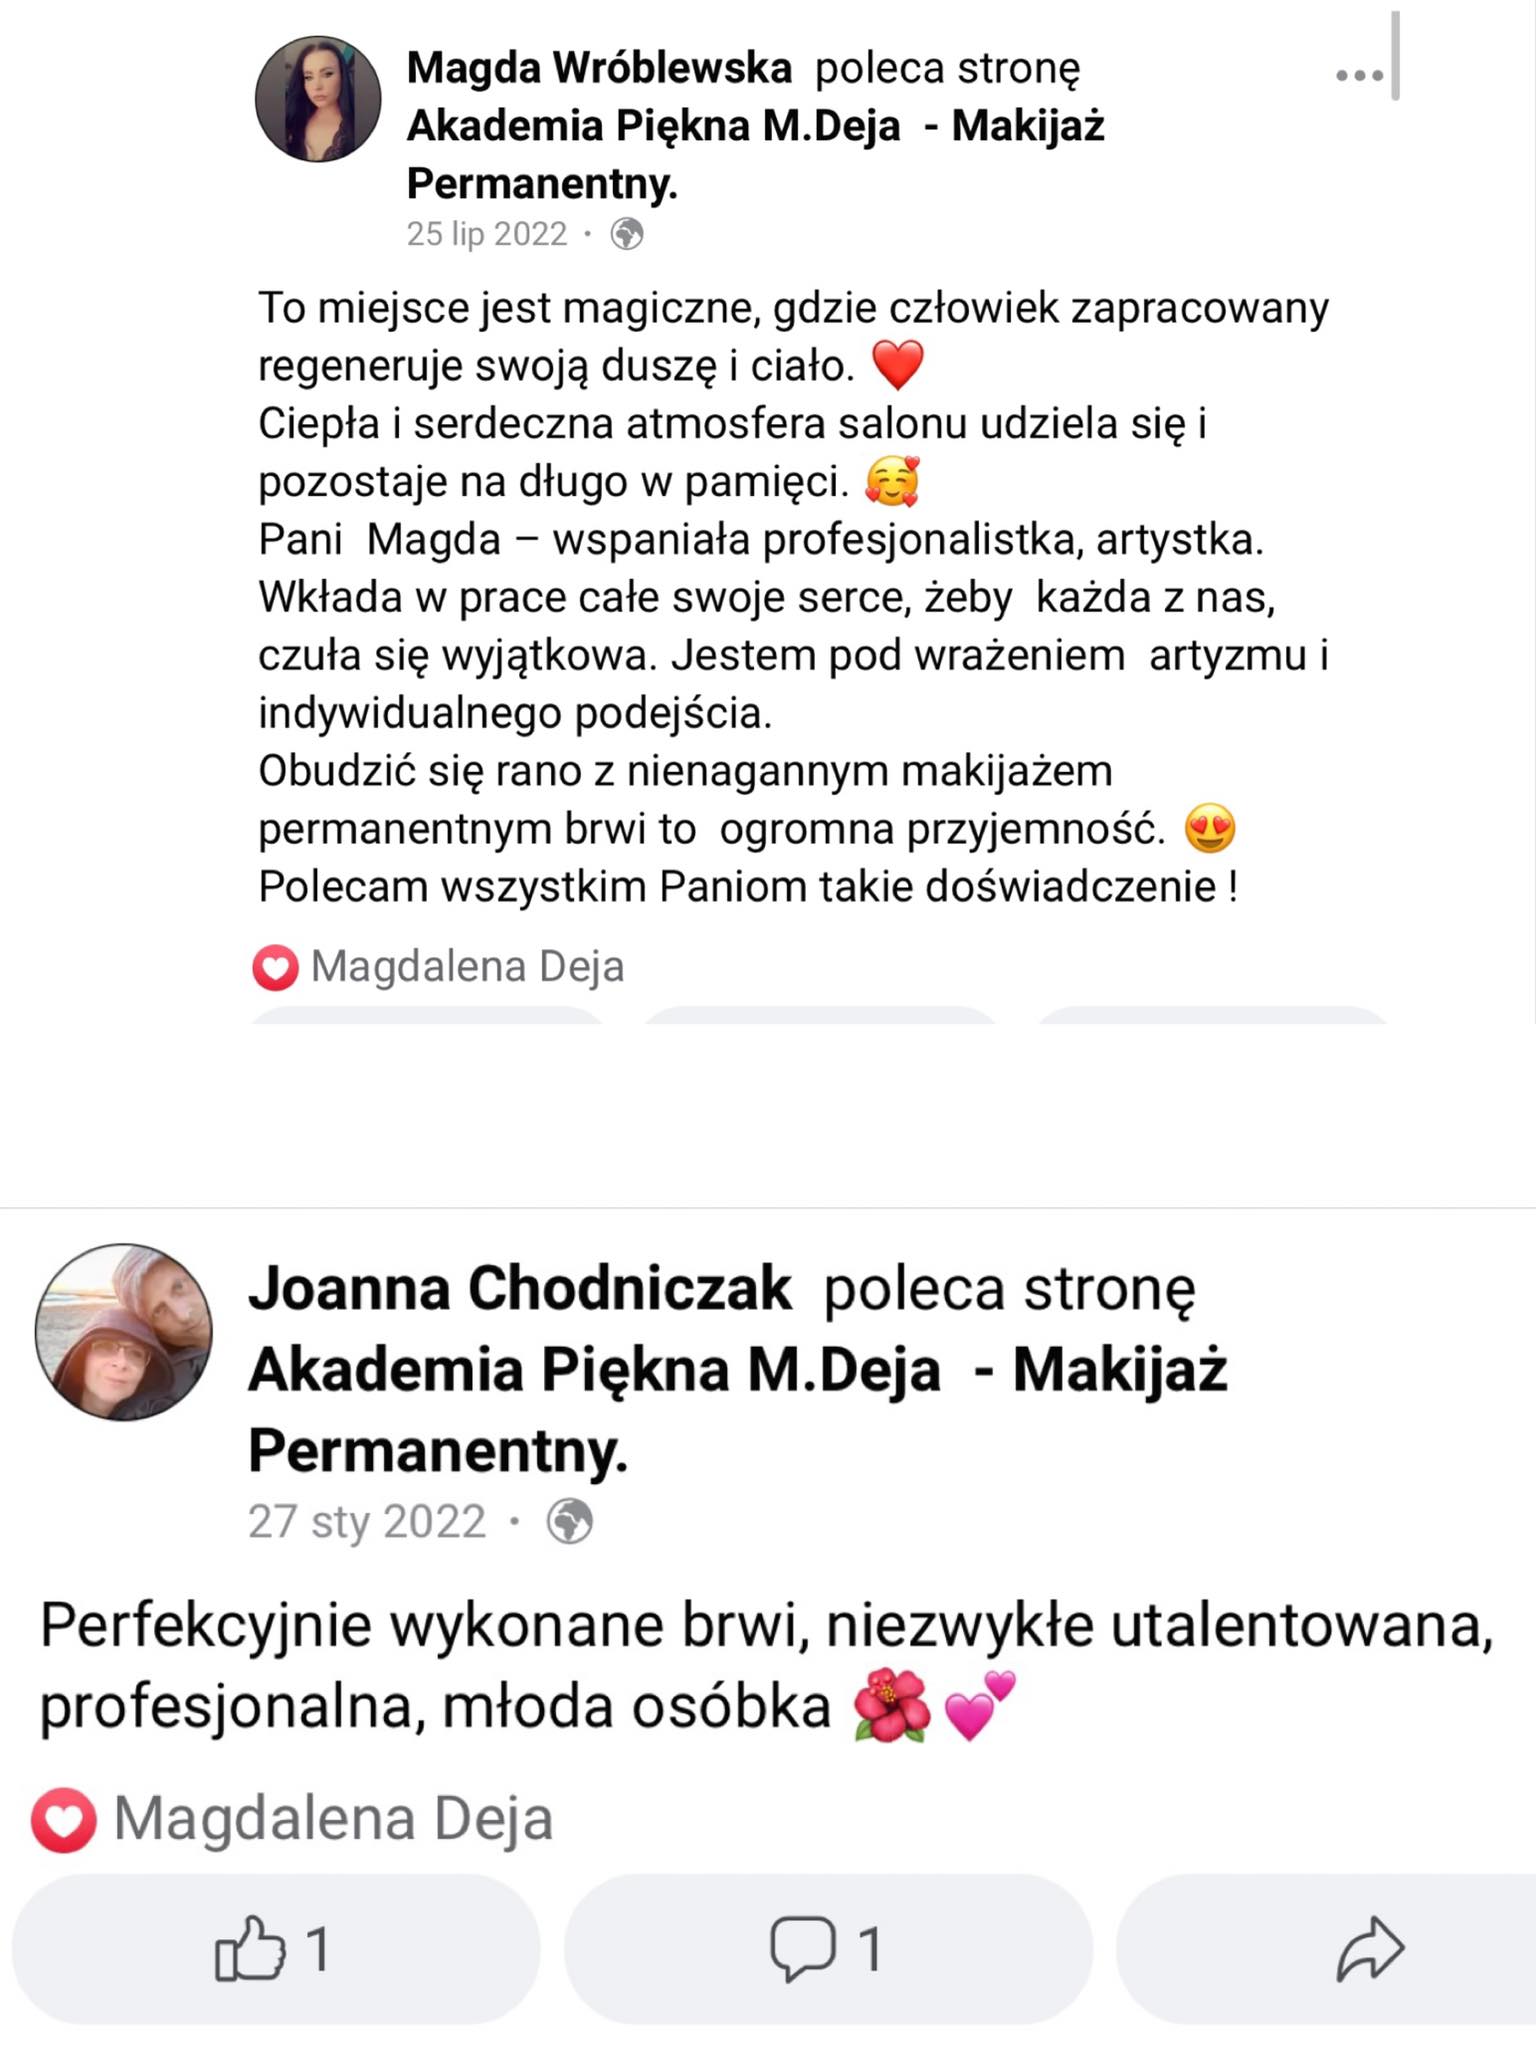 Magda Wróblewska poleca stronę
Akademia Piękna M.Deja - Makijaż
Permanentny.
25 lip 2022 ·
To miejsce jest magiczne, gdzie człowiek zapracowany
regeneruje swoją duszę i ciało. ❤️
Ciepła i serdeczna atmosfera salonu udziela się i
pozostaje na długo w pamięci. 🥰
Pani Magda – wspaniała profesjonalistka, artystka.
Wkłada w prace całe swoje serce, żeby każda z nas,
czuła się wyjątkowa. Jestem pod wrażeniem artyzmu i
indywidualnego podejścia.
Obudzić się rano z nienagannym makijażem
permanentnym brwi to ogromna przyjemność. 😍
Polecam wszystkim Paniom takie doświadczenie !
Magdalena Deja
Joanna Chodniczak poleca stronę
Akademia Piękna M.Deja - Makijaż
Permanentny.
27 sty 2022 ·
Perfekcyjnie wykonane brwi, niezwykłe utalentowana,
profesjonalna, młoda osóbka 🌺💕
Magdalena Deja
1 1